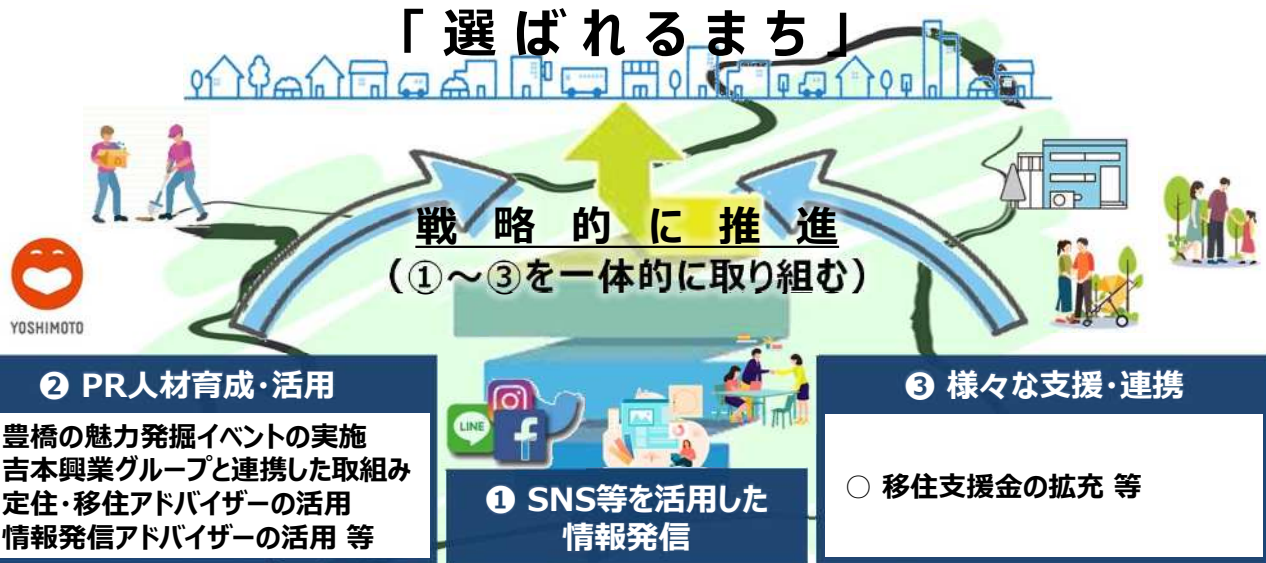 「選ばれるまち」
戦略的に推進
（①～③を一体的に取り組む）
YOSHIMOTO
❷ PR人材育成・活用
豊橋の魅力発掘イベントの実施
吉本興業グループと連携した取組み
定住・移住アドバイザーの活用
情報発信アドバイザーの活用 等
LINE
❶ SNS等を活用した
情報発信
❸ 様々な支援・連携
○ 移住支援金の拡充 等